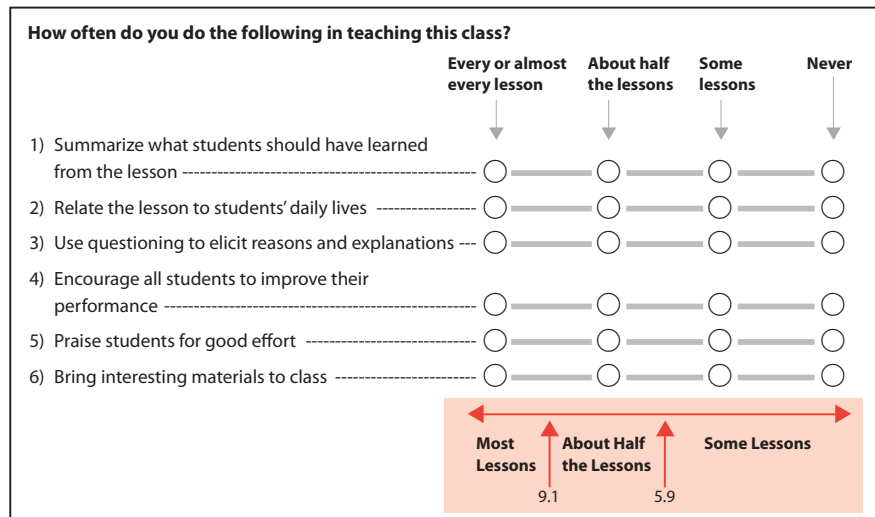 How often do you do the following in teaching this class?
Every or almost every lesson
About half the lessons
Some lessons
Never
1) Summarize what students should have learned
from the lesson
2) Relate the lesson to students' daily lives
3) Use questioning to elicit reasons and explanations
4) Encourage all students to improve their
performance
5) Praise students for good effort
6) Bring interesting materials to class
Most Lessons
About Half the Lessons
Some Lessons
9.1
5.9